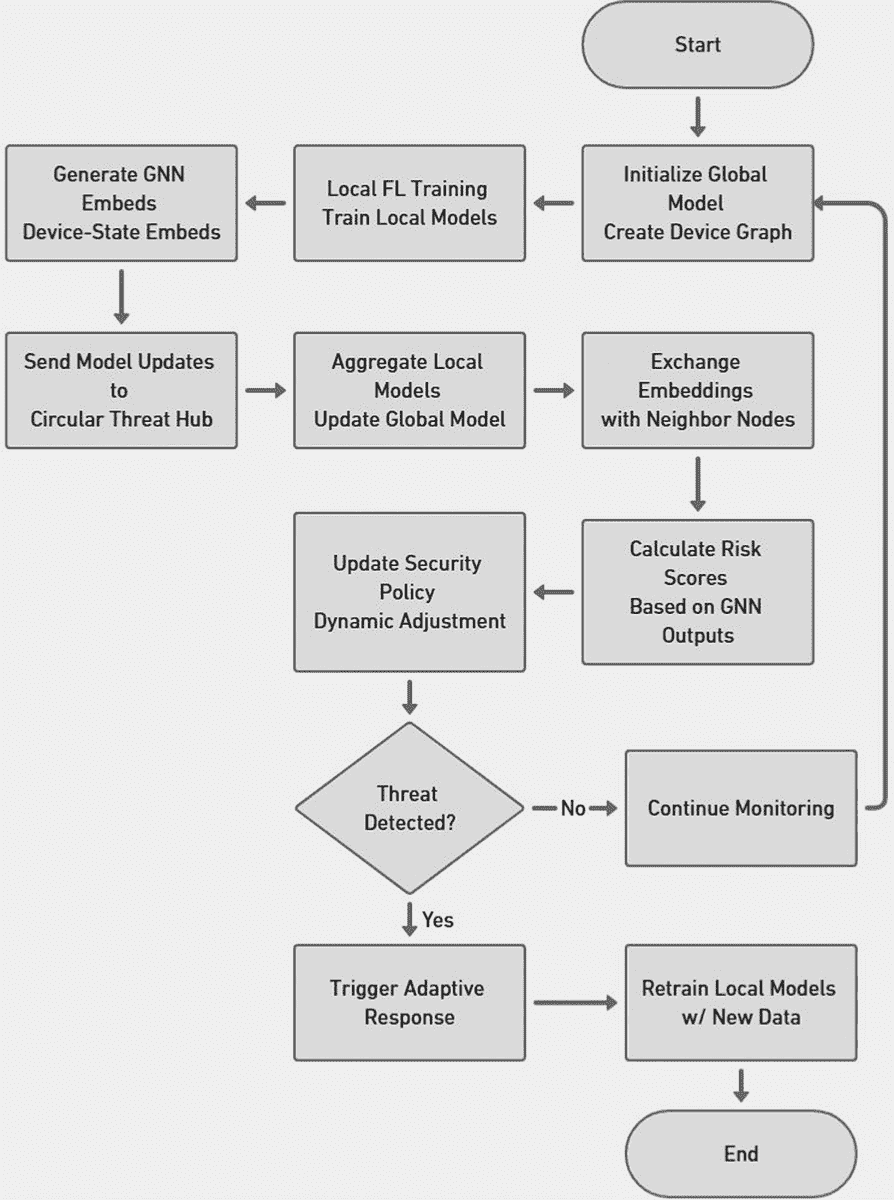 Start
Initialize Global
Model
Create Device Graph
Local FL Training
Train Local Models
Generate GNN
Embeds
Device-State Embeds
Send Model Updates
to
Circular Threat Hub
Aggregate Local
Models
Update Global Model
Exchange
Embeddings
with Neighbor Nodes
Calculate Risk
Scores
Based on GNN
Outputs
Update Security
Policy
Dynamic Adjustment
Threat
Detected?
No
Continue Monitoring
Yes
Trigger Adaptive
Response
Retrain Local Models
w/ New Data
End